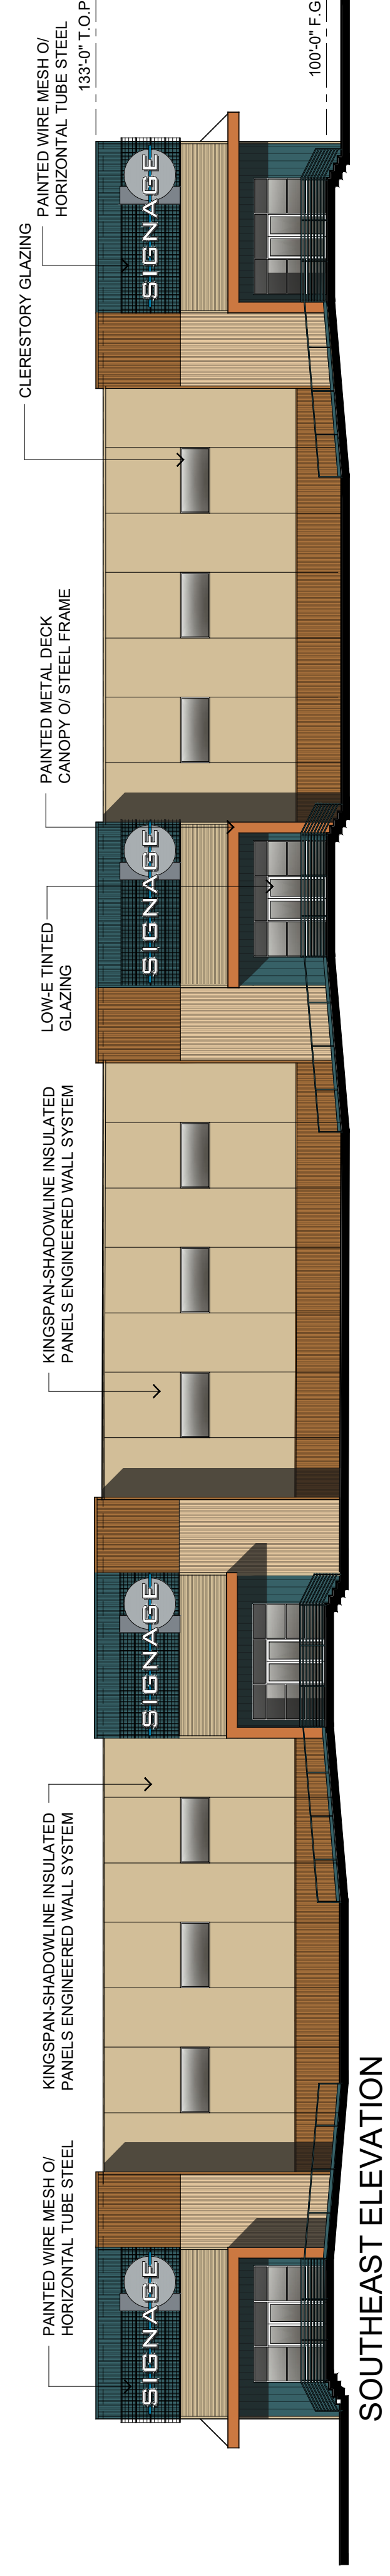 PAINTED WIRE MESH O/
HORIZONTAL TUBE STEEL
KINGSPAN-SHADOWLINE INSULATED
PANELS ENGINEERED WALL SYSTEM
KINGSPAN-SHADOWLINE INSULATED
PANELS ENGINEERED WALL SYSTEM
LOW-E TINTED
GLAZING
PAINTED METAL DECK
CANOPY O/ STEEL FRAME
CLERESTORY GLAZING
PAINTED WIRE MESH O/
HORIZONTAL TUBE STEEL
133'-0" T.O.P
100'-0" F.G
SIGNAGE
SIGNAGE
SIGNAGE
SIGNAGE
SOUTHEAST ELEVATION